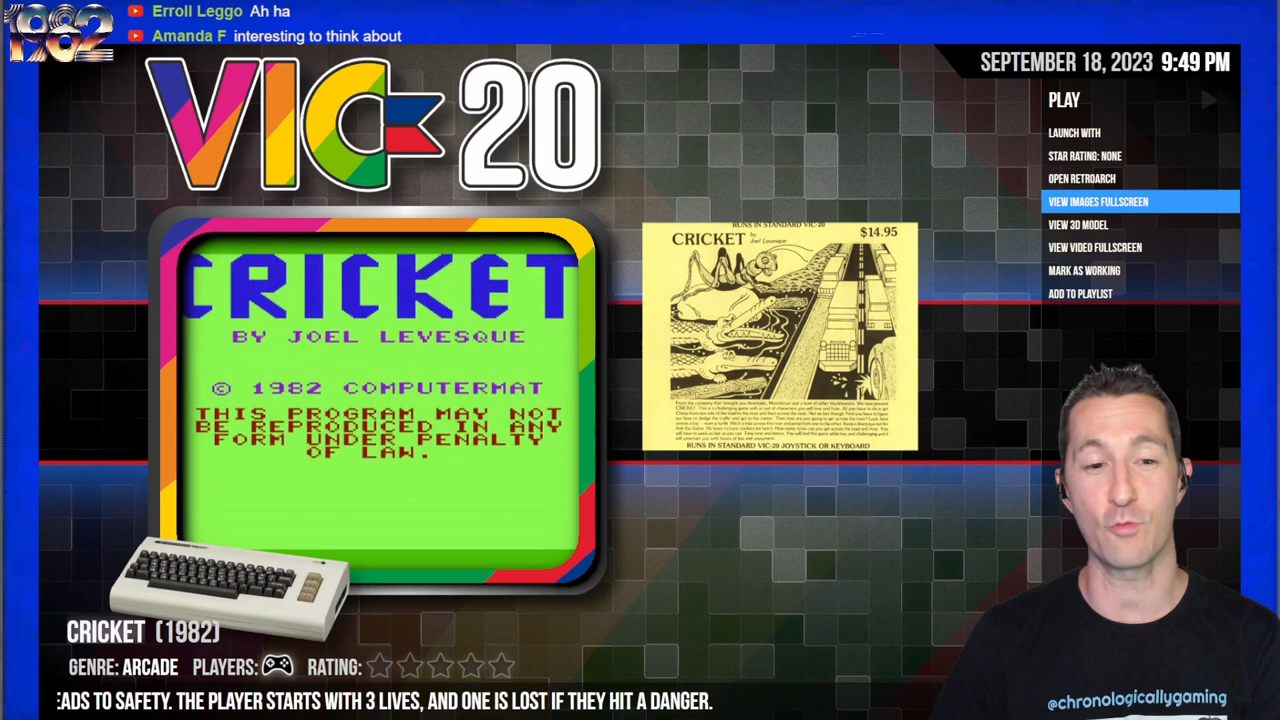 1982
Erroll Leggo Ah ha
Amanda F interesting to think about
SEPTEMBER 18, 2023 9:49 PM
VIC-20
PLAY
LAUNCH WITH
STAR RATING: NONE
OPEN RETROARCH
VIEW IMAGES FULLSCREEN
VIEW 3D MODEL
VIEW VIDEO FULLSCREEN
MARK AS WORKING
ADD TO PLAYLIST
CRICKET
BY JOEL LEVESQUE
© 1982 COMPUTERMAT
THIS PROGRAM MAY NOT
BE REPRODUCED IN ANY
FORM UNDER PENALTY
OF LAW.
RUNS IN STANDARD VIC-20
$14.95
CRICKET by Joel Levesque
RUNS IN STANDARD VIC-20 JOYSTICK OR KEYBOARD
CRICKET (1982)
GENRE: ARCADE PLAYERS: RATING:
EADS TO SAFETY. THE PLAYER STARTS WITH 3 LIVES, AND ONE IS LOST IF THEY HIT A DANGER.
@chronologicallygaming